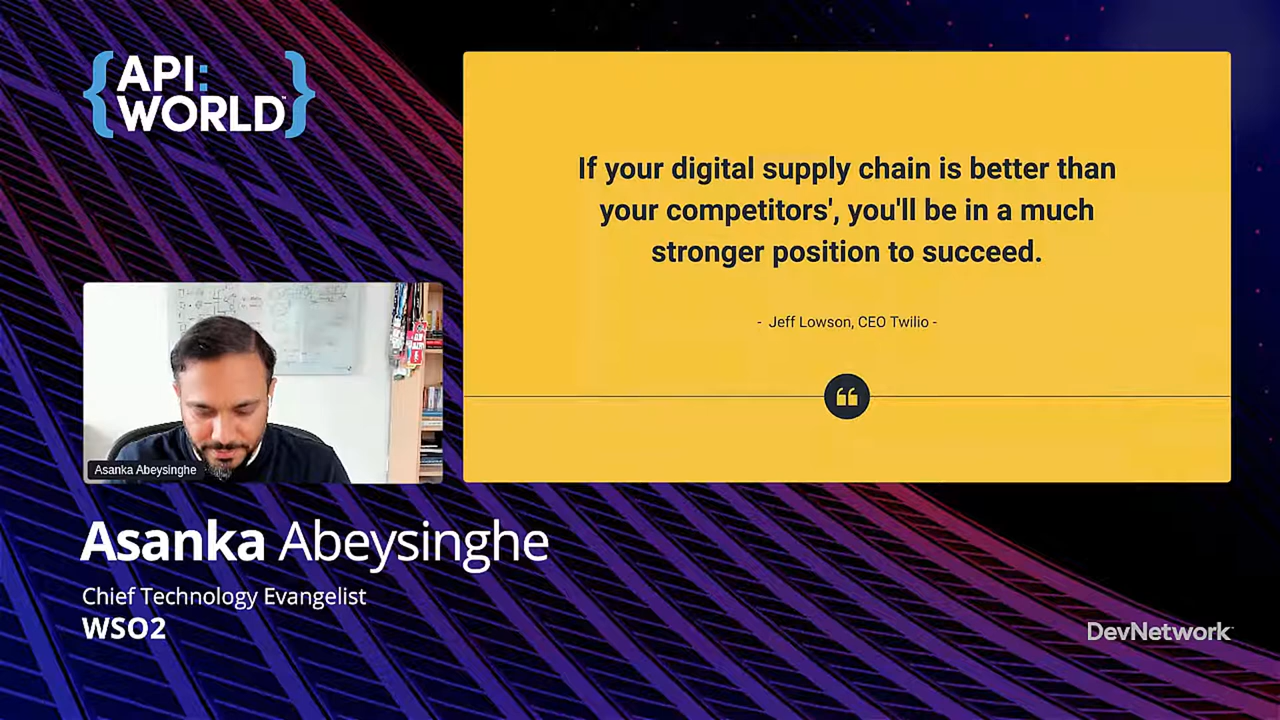 {API:
WORLD}™
If your digital supply chain is better than
your competitors', you'll be in a much
stronger position to succeed.
- Jeff Lowson, CEO Twilio -
Asanka Abeysinghe
Asanka Abeysinghe
Chief Technology Evangelist
WSO2
DevNetwork